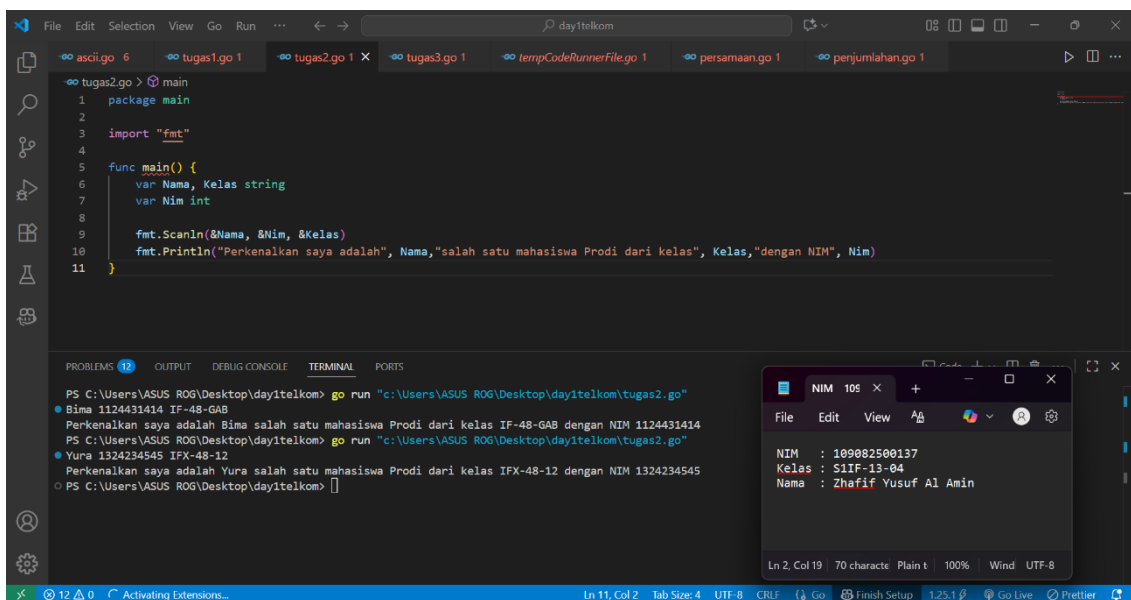 File Edit Selection View Go Run ··· ← → day1telkom
ascii.go 6 tugas1.go 1 tugas2.go 1 × tugas3.go 1 tempCodeRunnerFile.go 1 persamaan.go 1 penjumlahan.go 1
tugas2.go > main
1 package main
2
3 import "fmt"
4
5 func main() {
6 var Nama, Kelas string
7 var Nim int
8
9 fmt.Scanln(&Nama, &Nim, &Kelas)
10 fmt.Println("Perkenalkan saya adalah", Nama,"salah satu mahasiswa Prodi dari kelas", Kelas,"dengan NIM", Nim)
11 }
PROBLEMS 12 OUTPUT DEBUG CONSOLE TERMINAL PORTS
PS C:\Users\ASUS ROG\Desktop\day1telkom> go run "c:\Users\ASUS ROG\Desktop\day1telkom\tugas2.go"
Bima 1124431414 IF-48-GAB
Perkenalkan saya adalah Bima salah satu mahasiswa Prodi dari kelas IF-48-GAB dengan NIM 1124431414
PS C:\Users\ASUS ROG\Desktop\day1telkom> go run "c:\Users\ASUS ROG\Desktop\day1telkom\tugas2.go"
Yura 1324234545 IFX-48-12
Perkenalkan saya adalah Yura salah satu mahasiswa Prodi dari kelas IFX-48-12 dengan NIM 1324234545
PS C:\Users\ASUS ROG\Desktop\day1telkom>
NIM 109 × +
File Edit View
NIM : 109082500137
Kelas : S1IF-13-04
Nama : Zhafif Yusuf Al Amin
Ln 2, Col 19 70 characte Plain t 100% Wind UTF-8
12 0 Activating Extensions... Ln 11, Col 2 Tab Size: 4 UTF-8 CRLF Go Finish Setup 1.25.1 Go Live Prettier